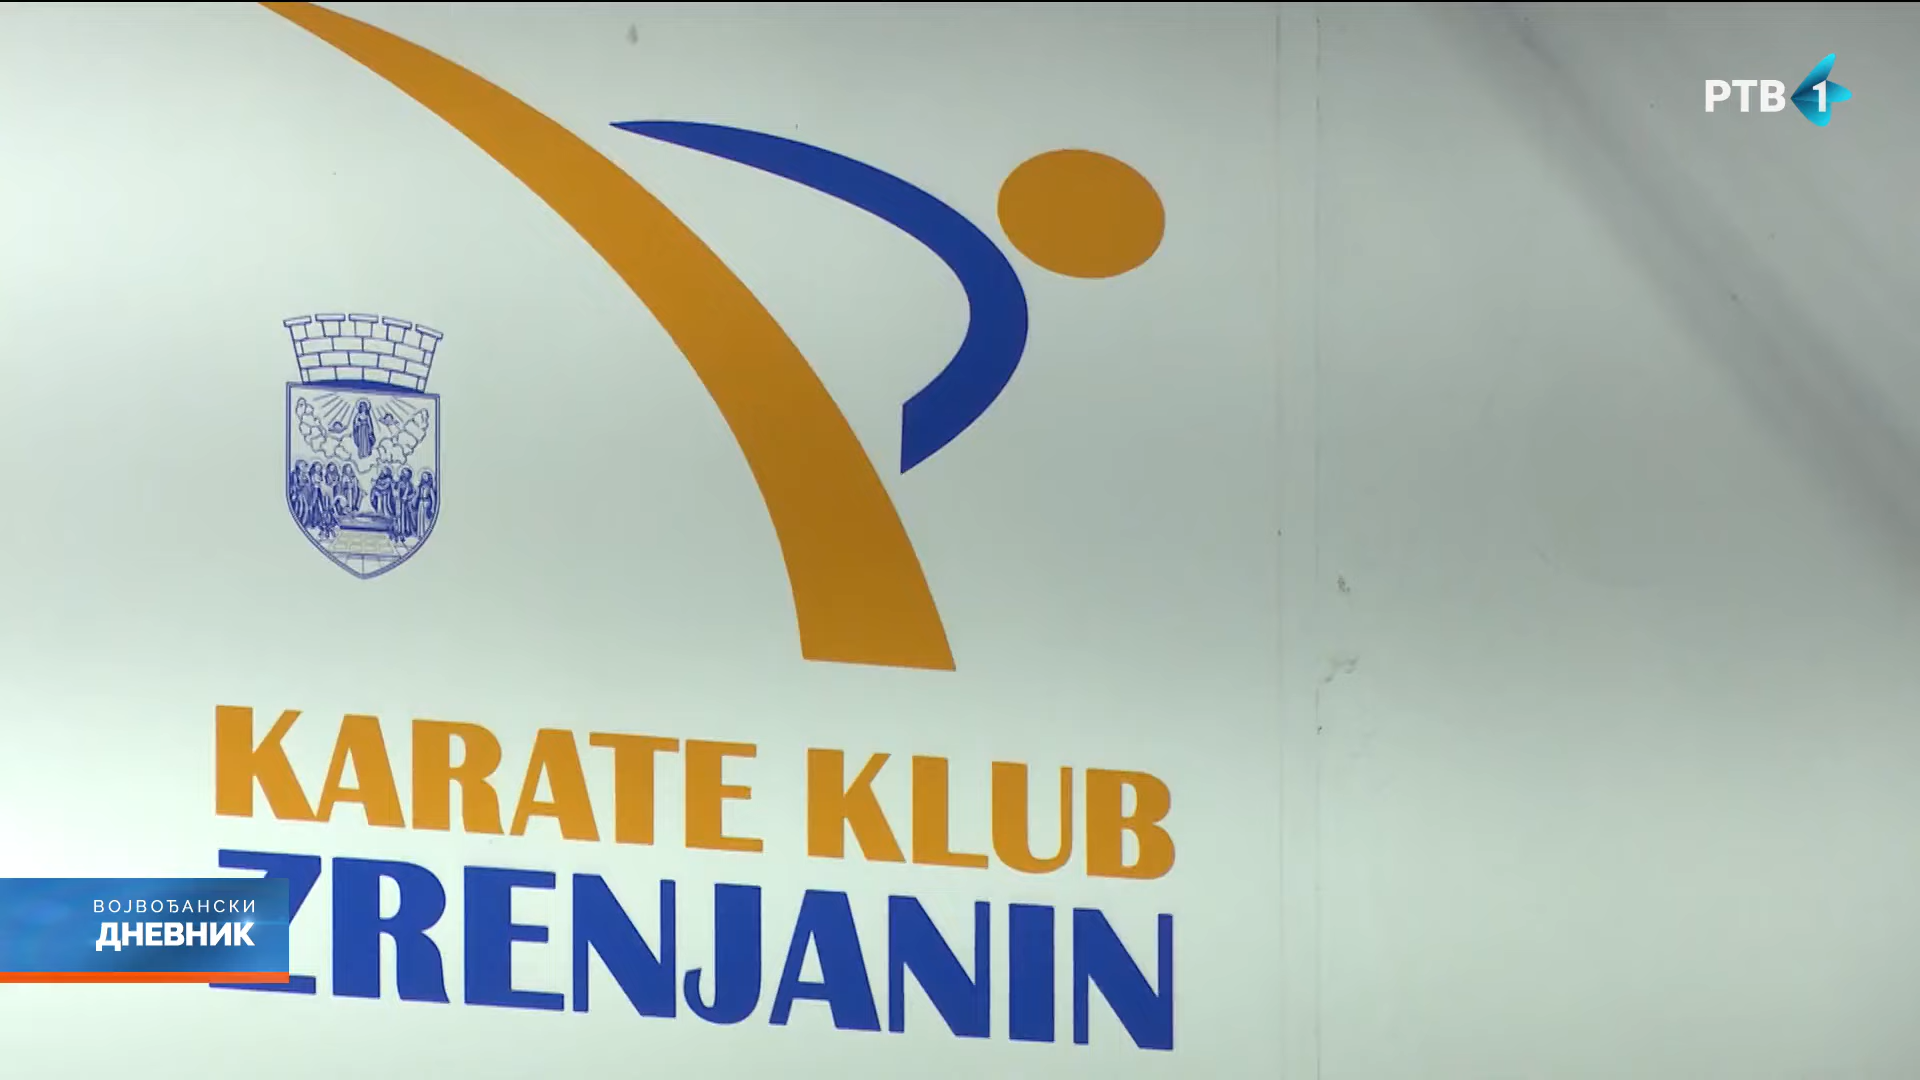 РТВ 1
KARATE KLUB
ZRENJANIN
ВОЈВОЂАНСКИ
ДНЕВНИК